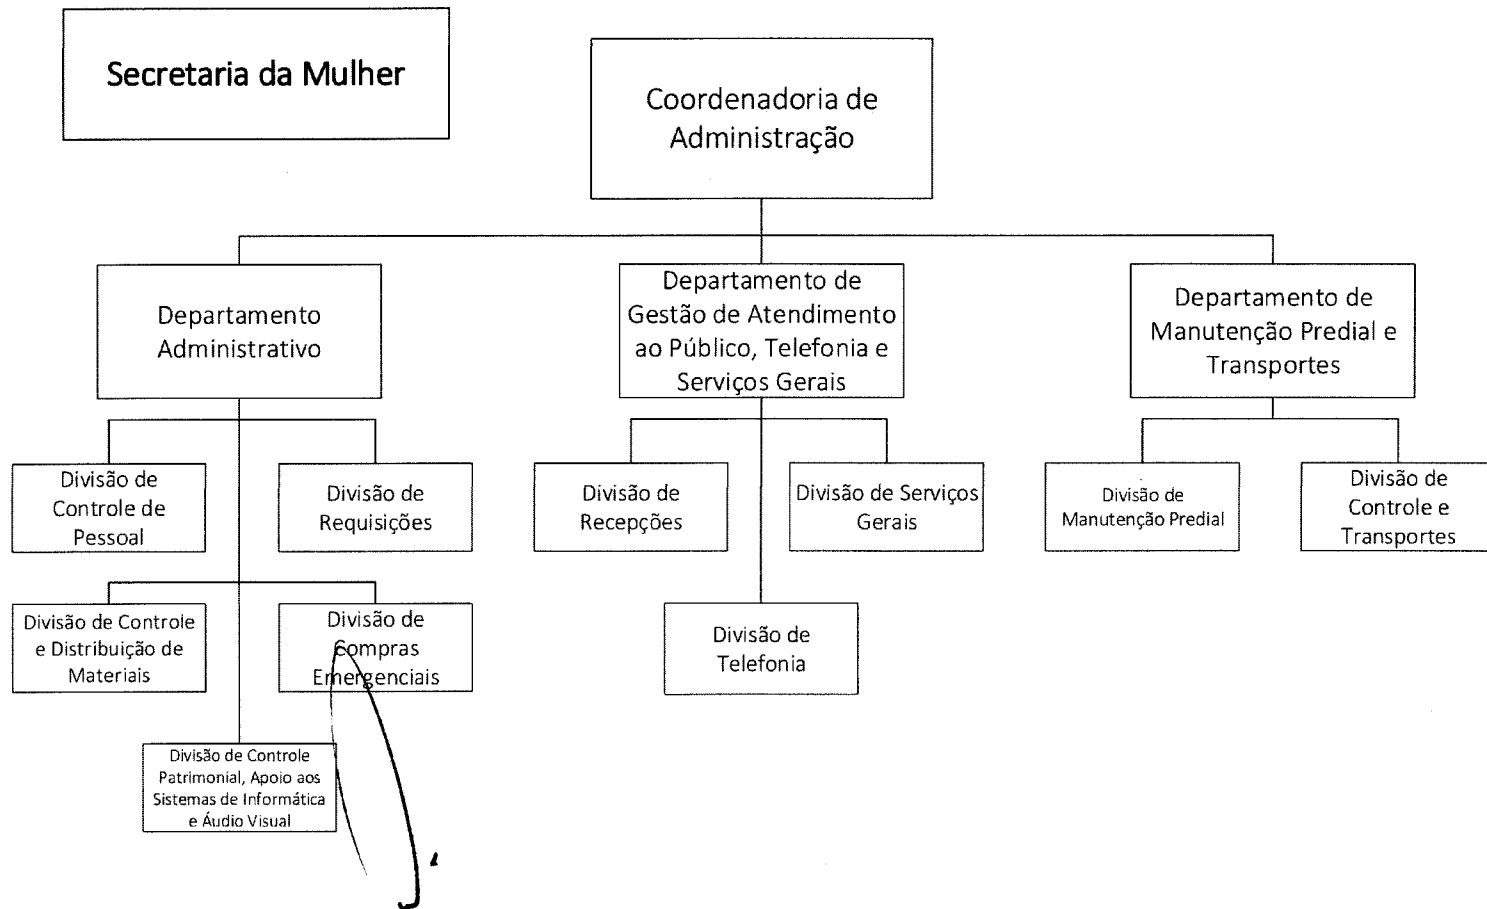 Secretaria da Mulher
Coordenadoria de
Administração
Departamento
Administrativo
Departamento de
Gestão de Atendimento
ao Público, Telefonia e
Serviços Gerais
Departamento de
Manutenção Predial e
Transportes
Divisão de
Controle de
Pessoal
Divisão de
Requisições
Divisão de
Recepções
Divisão de Serviços
Gerais
Divisão de
Manutenção Predial
Divisão de
Controle e
Transportes
Divisão de Controle
e Distribuição de
Materiais
Divisão de
Compras
Emergenciais
Divisão de
Telefonia
Divisão de Controle
Patrimonial, Apoio aos
Sistemas de Informática
e Áudio Visual